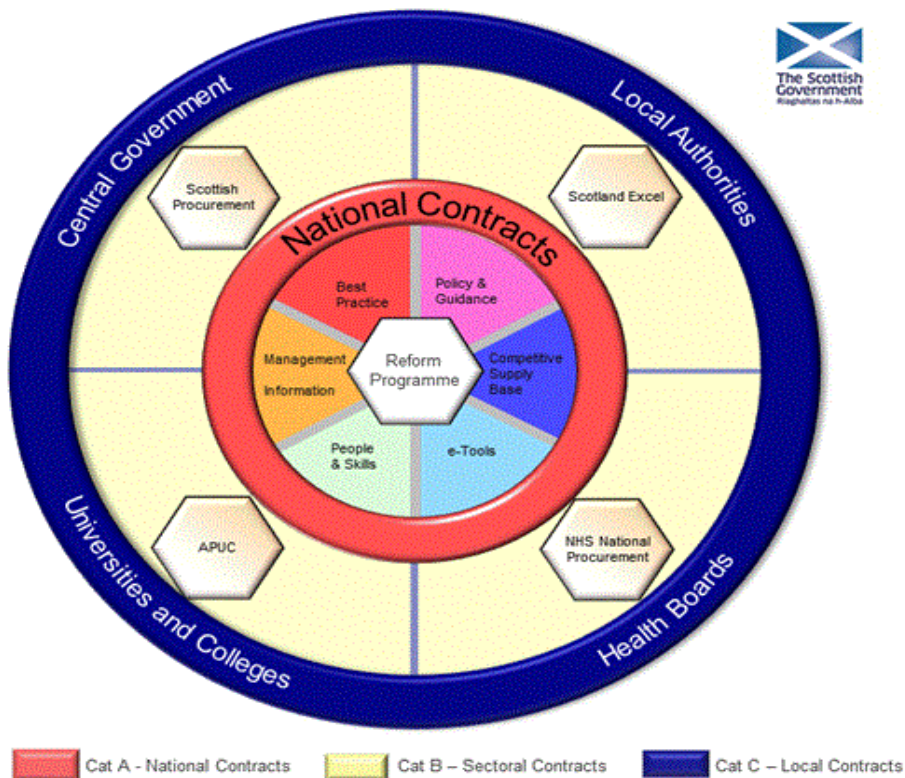 The Scottish
Government
Riaghaltas na h-Alba
Central Government
Local Authorities
Scottish
Procurement
Scotland Excel
National Contracts
Best
Practice
Policy &
Guidance
Management
Information
Reform
Programme
Competitive
Supply
Base
People
& Skills
e-Tools
APUC
NHS National
Procurement
Universities and Colleges
Health Boards
Cat A - National Contracts
Cat B – Sectoral Contracts
Cat C – Local Contracts